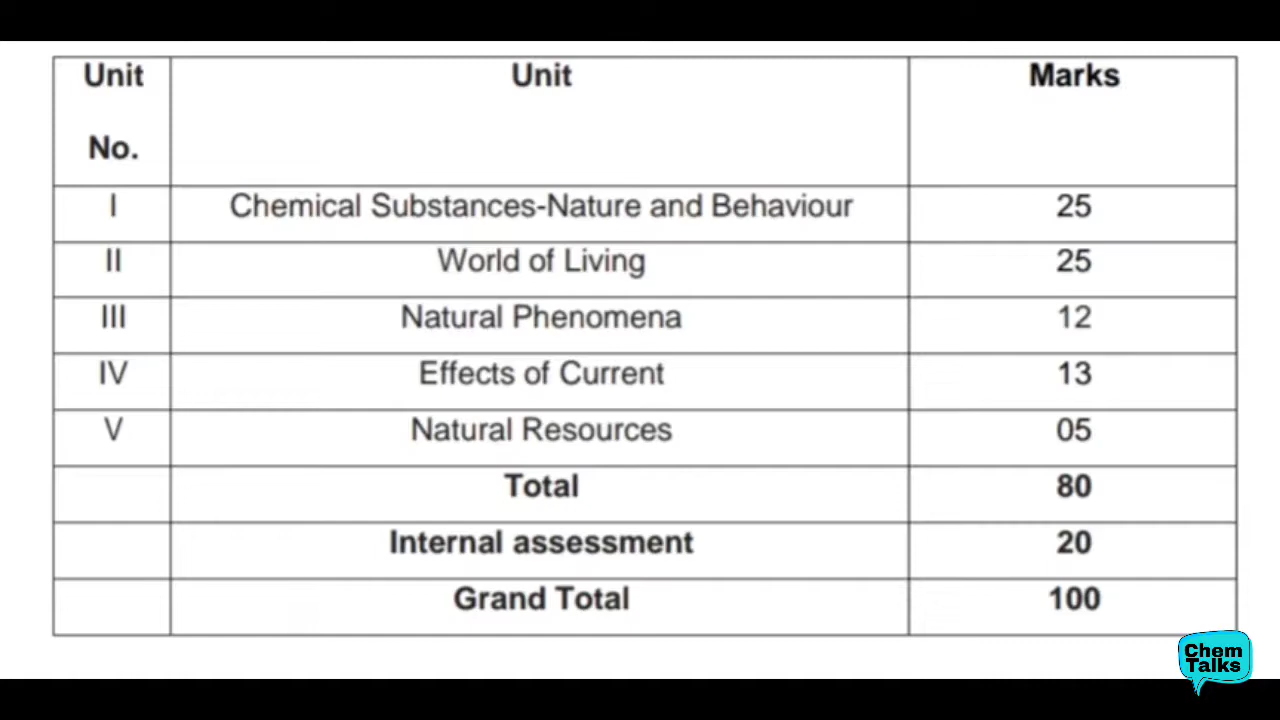 Unit No. Unit Marks
I Chemical Substances-Nature and Behaviour 25
II World of Living 25
III Natural Phenomena 12
IV Effects of Current 13
V Natural Resources 05
Total 80
Internal assessment 20
Grand Total 100
Chem
Talks